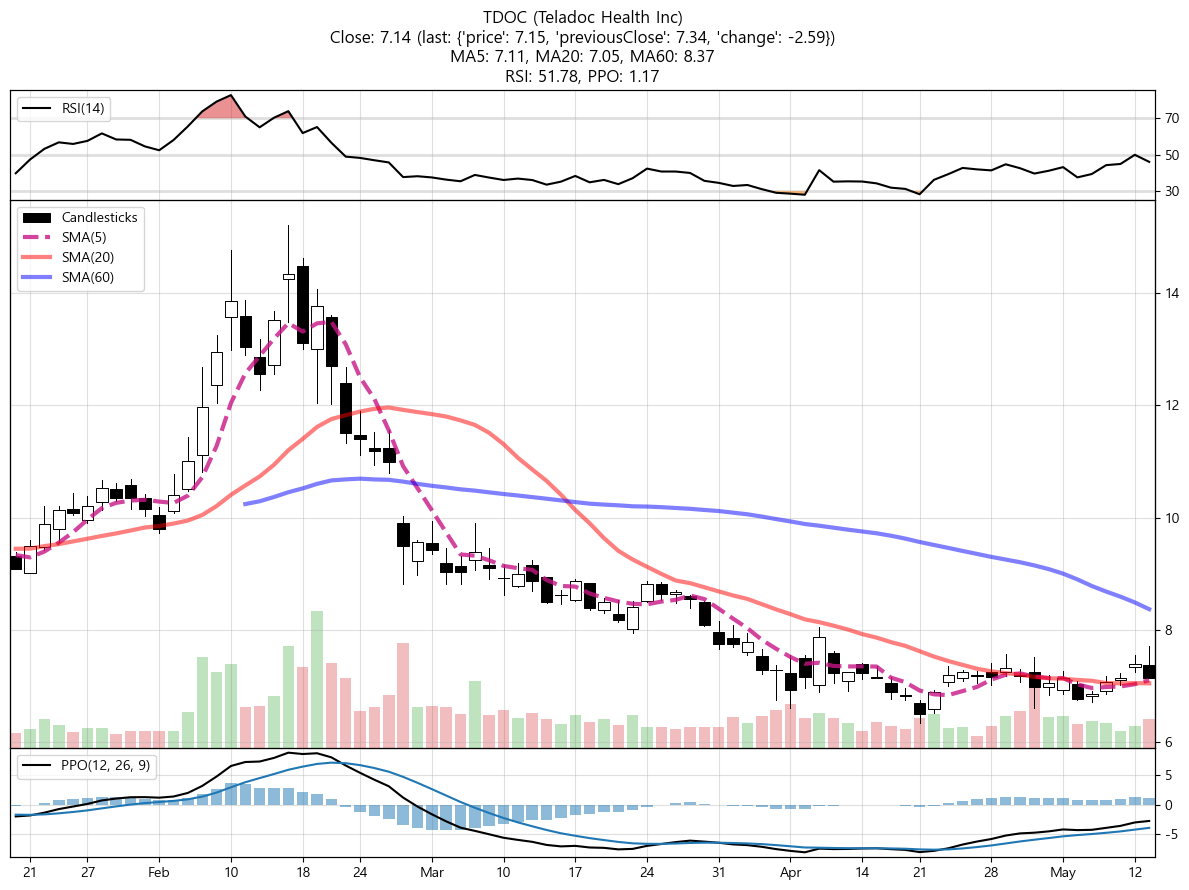 TDOC (Teladoc Health Inc)
Close: 7.14 (last: {'price': 7.15, 'previousClose': 7.34, 'change': -2.59})
MA5: 7.11, MA20: 7.05, MA60: 8.37
RSI: 51.78, PPO: 1.17
RSI(14)
70
50
30
Candlesticks
SMA(5)
SMA(20)
SMA(60)
14
12
10
8
6
PPO(12, 26, 9)
5
0
-5
21 27 Feb 10 18 24 Mar 10 17 24 31 Apr 14 21 28 May 12